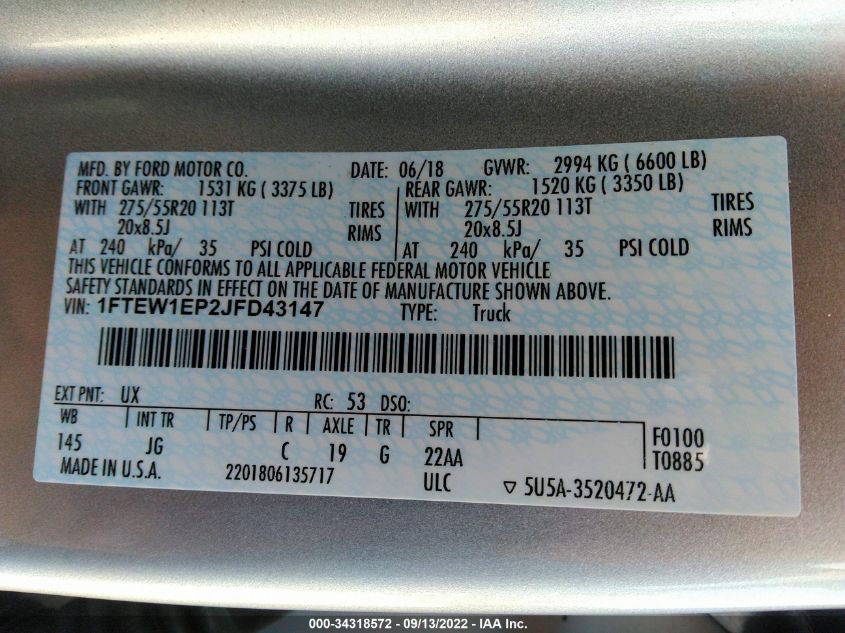 MFD. BY FORD MOTOR CO. DATE: 06/18 GVWR: 2994 KG ( 6600 LB)
FRONT GAWR: 1531 KG ( 3375 LB) REAR GAWR: 1520 KG ( 3350 LB)
WITH 275/55R20 113T TIRES WITH 275/55R20 113T TIRES
20x8.5J RIMS 20x8.5J RIMS
AT 240 kPa/ 35 PSI COLD AT 240 kPa/ 35 PSI COLD
THIS VEHICLE CONFORMS TO ALL APPLICABLE FEDERAL MOTOR VEHICLE
SAFETY STANDARDS IN EFFECT ON THE DATE OF MANUFACTURE SHOWN ABOVE.
VIN: 1FTEW1EP2JFD43147 TYPE: Truck
EXT PNT: UX RC: 53 DSO:
WB INT TR TP/PS R AXLE TR SPR F0100
145 JG C 19 G 22AA T0885
MADE IN U.S.A. 2201806135717 ULC ▽ 5U5A-3520472-AA
000-34318572 - 09/13/2022 - IAA Inc.